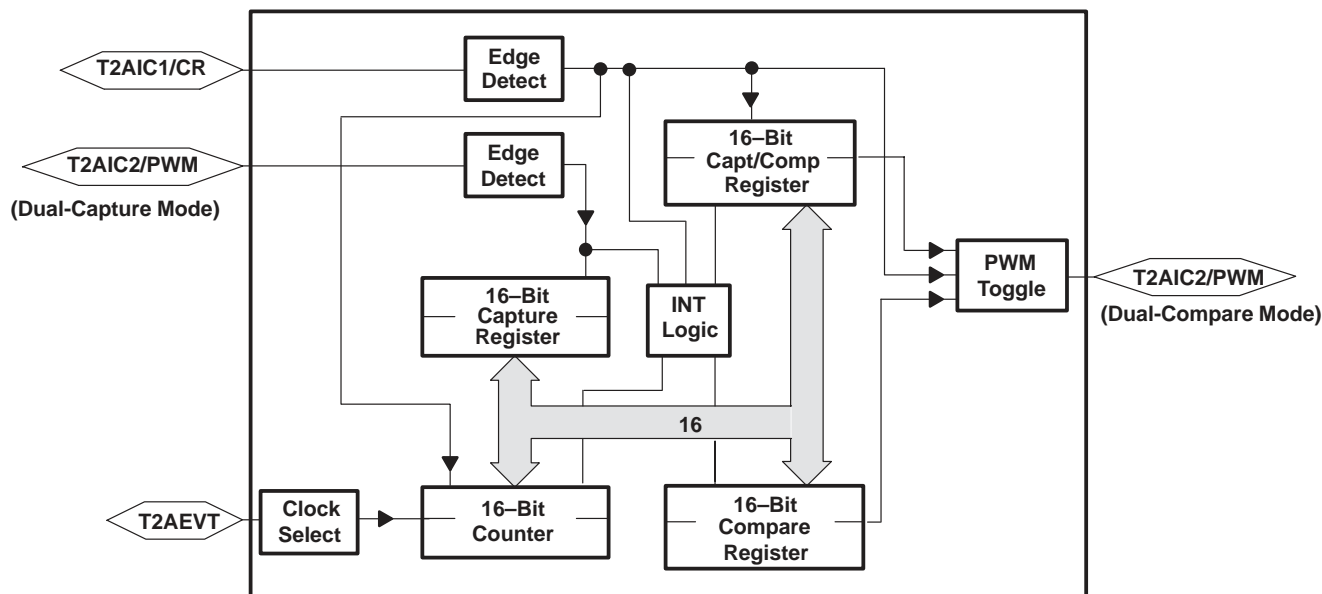 T2AIC1/CR
Edge
Detect
T2AIC2/PWM
(Dual-Capture Mode)
Edge
Detect
16–Bit
Capt/Comp
Register
16–Bit
Capture
Register
INT
Logic
PWM
Toggle
T2AIC2/PWM
(Dual-Compare Mode)
16
T2AEVT
Clock
Select
16–Bit
Counter
16–Bit
Compare
Register